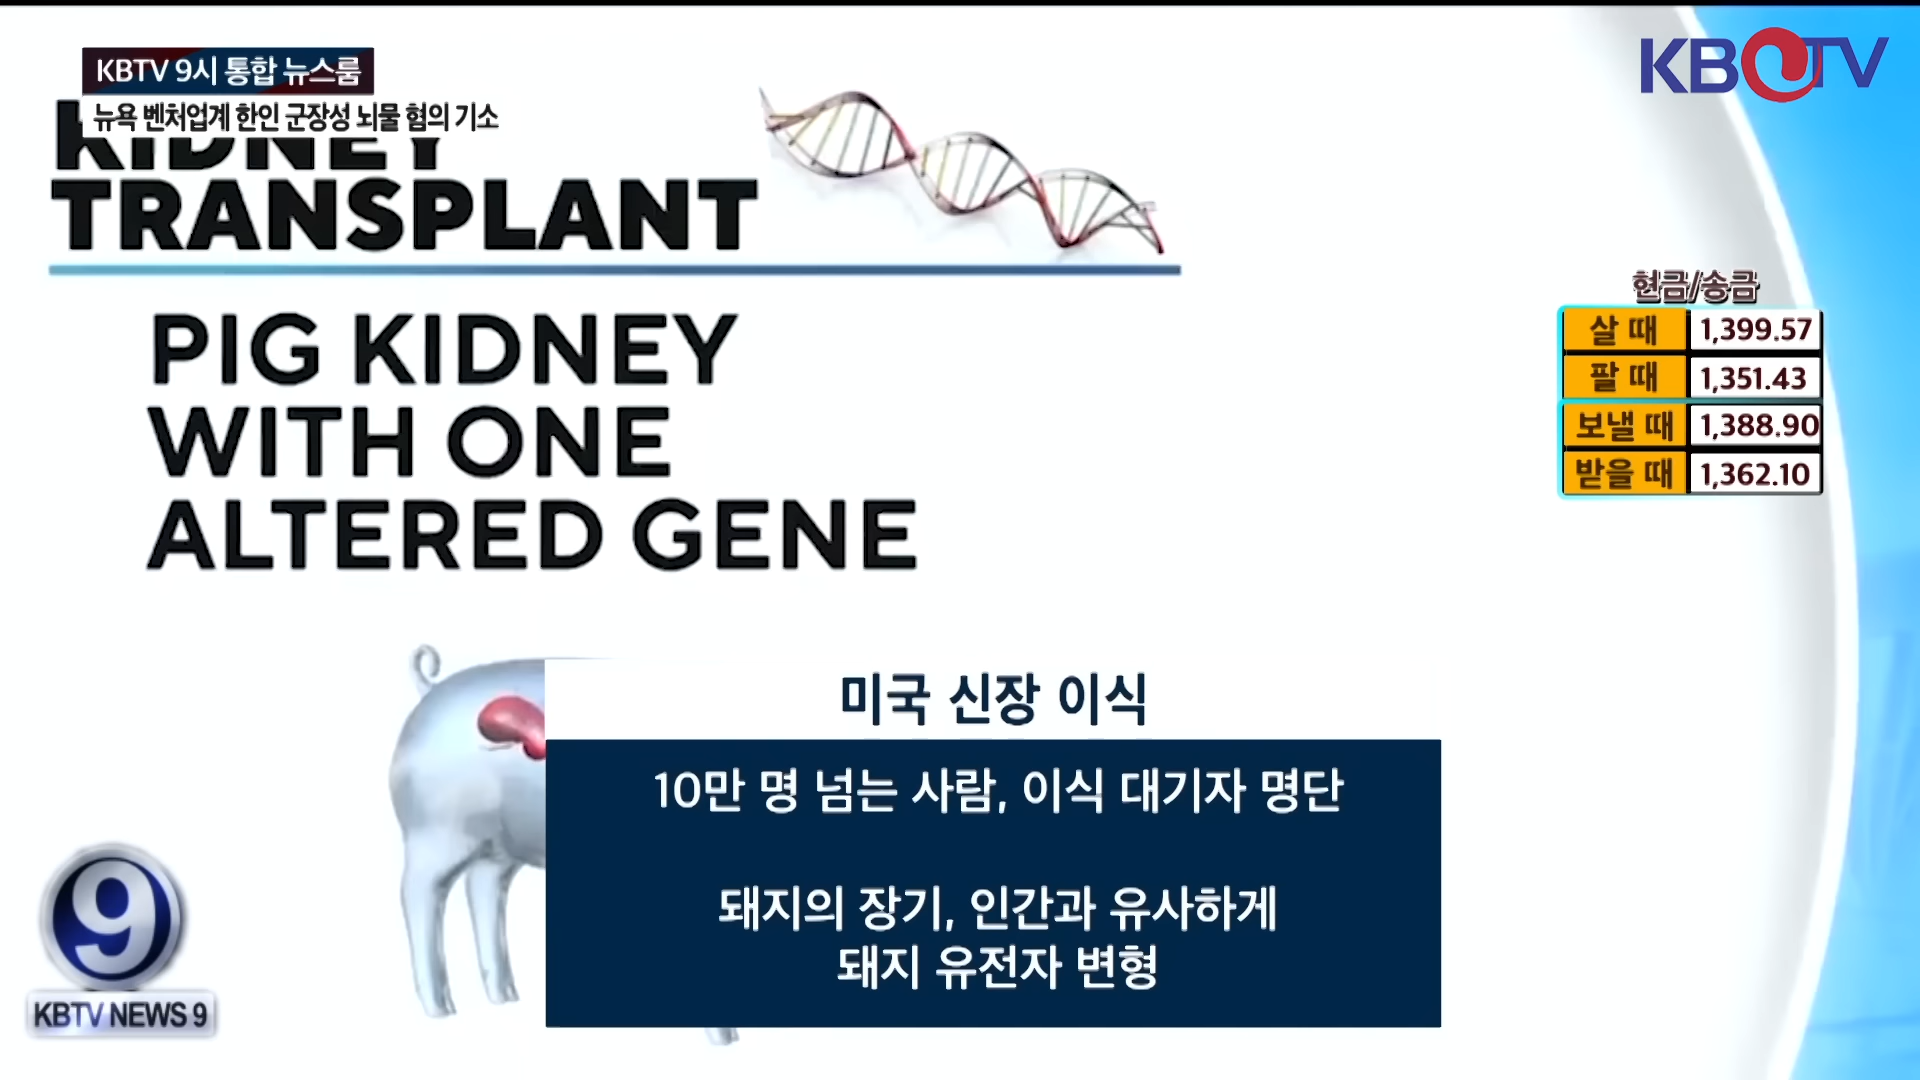 KBTV 9시 통합 뉴스룸
뉴욕 벤처업계 한인 군장성 뇌물 혐의 기소
KIDNEY
TRANSPLANT
PIG KIDNEY
WITH ONE
ALTERED GENE
KBTV
현금/송금
살 때 1,399.57
팔 때 1,351.43
보낼 때 1,388.90
받을 때 1,362.10
미국 신장 이식
10만 명 넘는 사람, 이식 대기자 명단
돼지의 장기, 인간과 유사하게
돼지 유전자 변형
9
KBTV NEWS 9